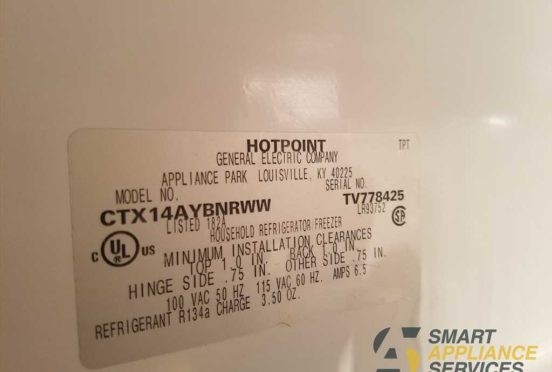 HOTPOINT TPT
GENERAL ELECTRIC COMPANY
APPLIANCE PARK LOUISVILLE, KY 40225
MODEL NO. SERIAL NO.
CTX14AYBNRWW TV778425
LISTED 182A LR93752
HOUSEHOLD REFRIGERATOR/FREEZER
C UL US
MINIMUM INSTALLATION CLEARANCES
TOP 1. IN. BACK 1.0 IN.
HINGE SIDE .75 IN. OTHER SIDE .75 IN.
100 VAC 50 HZ 115 VAC 60 HZ. AMPS 6.5
REFRIGERANT R134a CHARGE 3.50 OZ.
SMART
APPLIANCE
SERVICES